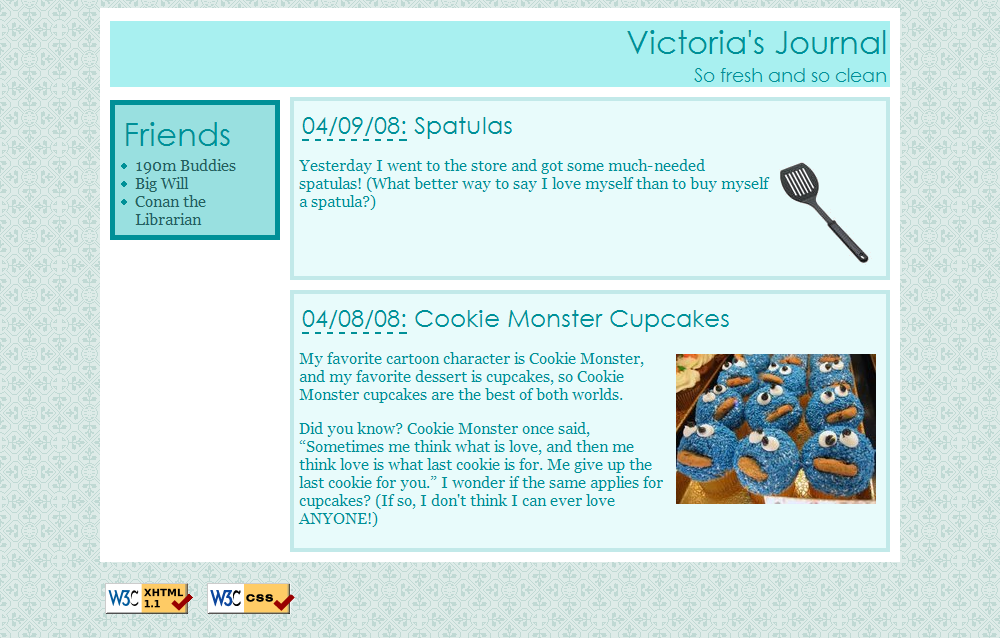 Victoria's Journal
So fresh and so clean
Friends
190m Buddies
Big Will
Conan the
Librarian
04/09/08: Spatulas
Yesterday I went to the store and got some much-needed
spatulas! (What better way to say I love myself than to buy myself
a spatula?)
04/08/08: Cookie Monster Cupcakes
My favorite cartoon character is Cookie Monster,
and my favorite dessert is cupcakes, so Cookie
Monster cupcakes are the best of both worlds.
Did you know? Cookie Monster once said,
“Sometimes me think what is love, and then me
think love is what last cookie is for. Me give up the
last cookie for you.” I wonder if the same applies for
cupcakes? (If so, I don't think I can ever love
ANYONE!)
W3C XHTML 1.1
W3C CSS